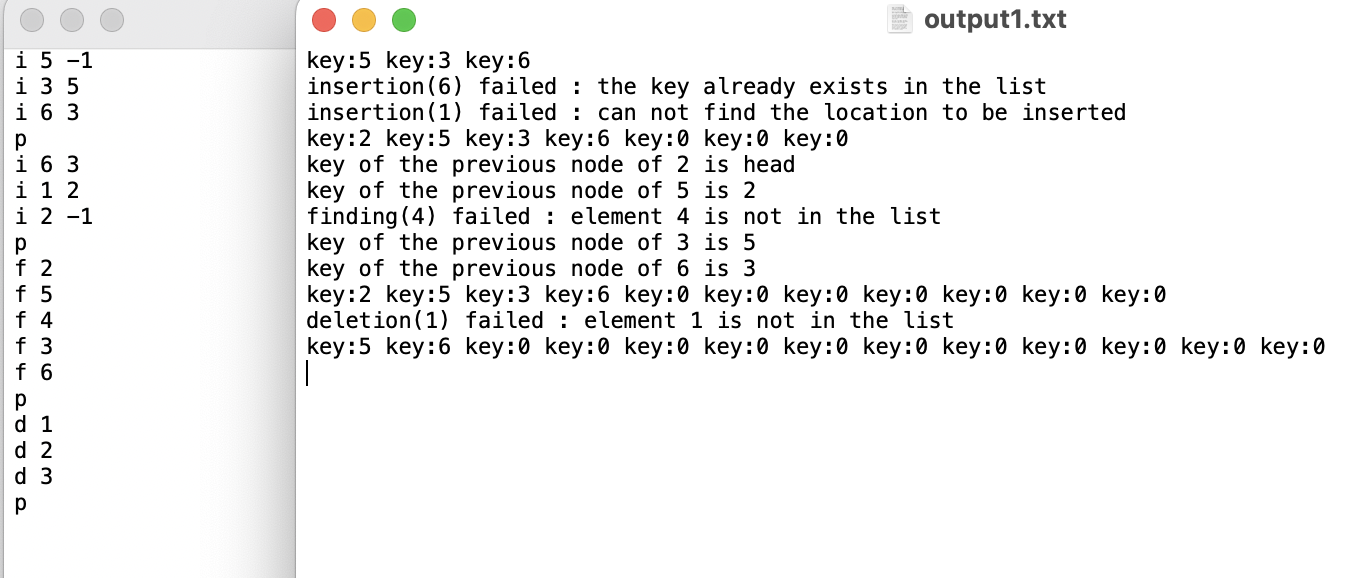 output1.txt
i 5 -1
i 3 5
i 6 3
p
i 6 3
i 1 2
i 2 -1
p
f 2
f 5
f 4
f 3
f 6
p
d 1
d 2
d 3
p
key:5 key:3 key:6
insertion(6) failed : the key already exists in the list
insertion(1) failed : can not find the location to be inserted
key:2 key:5 key:3 key:6 key:0 key:0 key:0
key of the previous node of 2 is head
key of the previous node of 5 is 2
finding(4) failed : element 4 is not in the list
key of the previous node of 3 is 5
key of the previous node of 6 is 3
key:2 key:5 key:3 key:6 key:0 key:0 key:0 key:0 key:0 key:0 key:0
deletion(1) failed : element 1 is not in the list
key:5 key:6 key:0 key:0 key:0 key:0 key:0 key:0 key:0 key:0 key:0 key:0 key:0